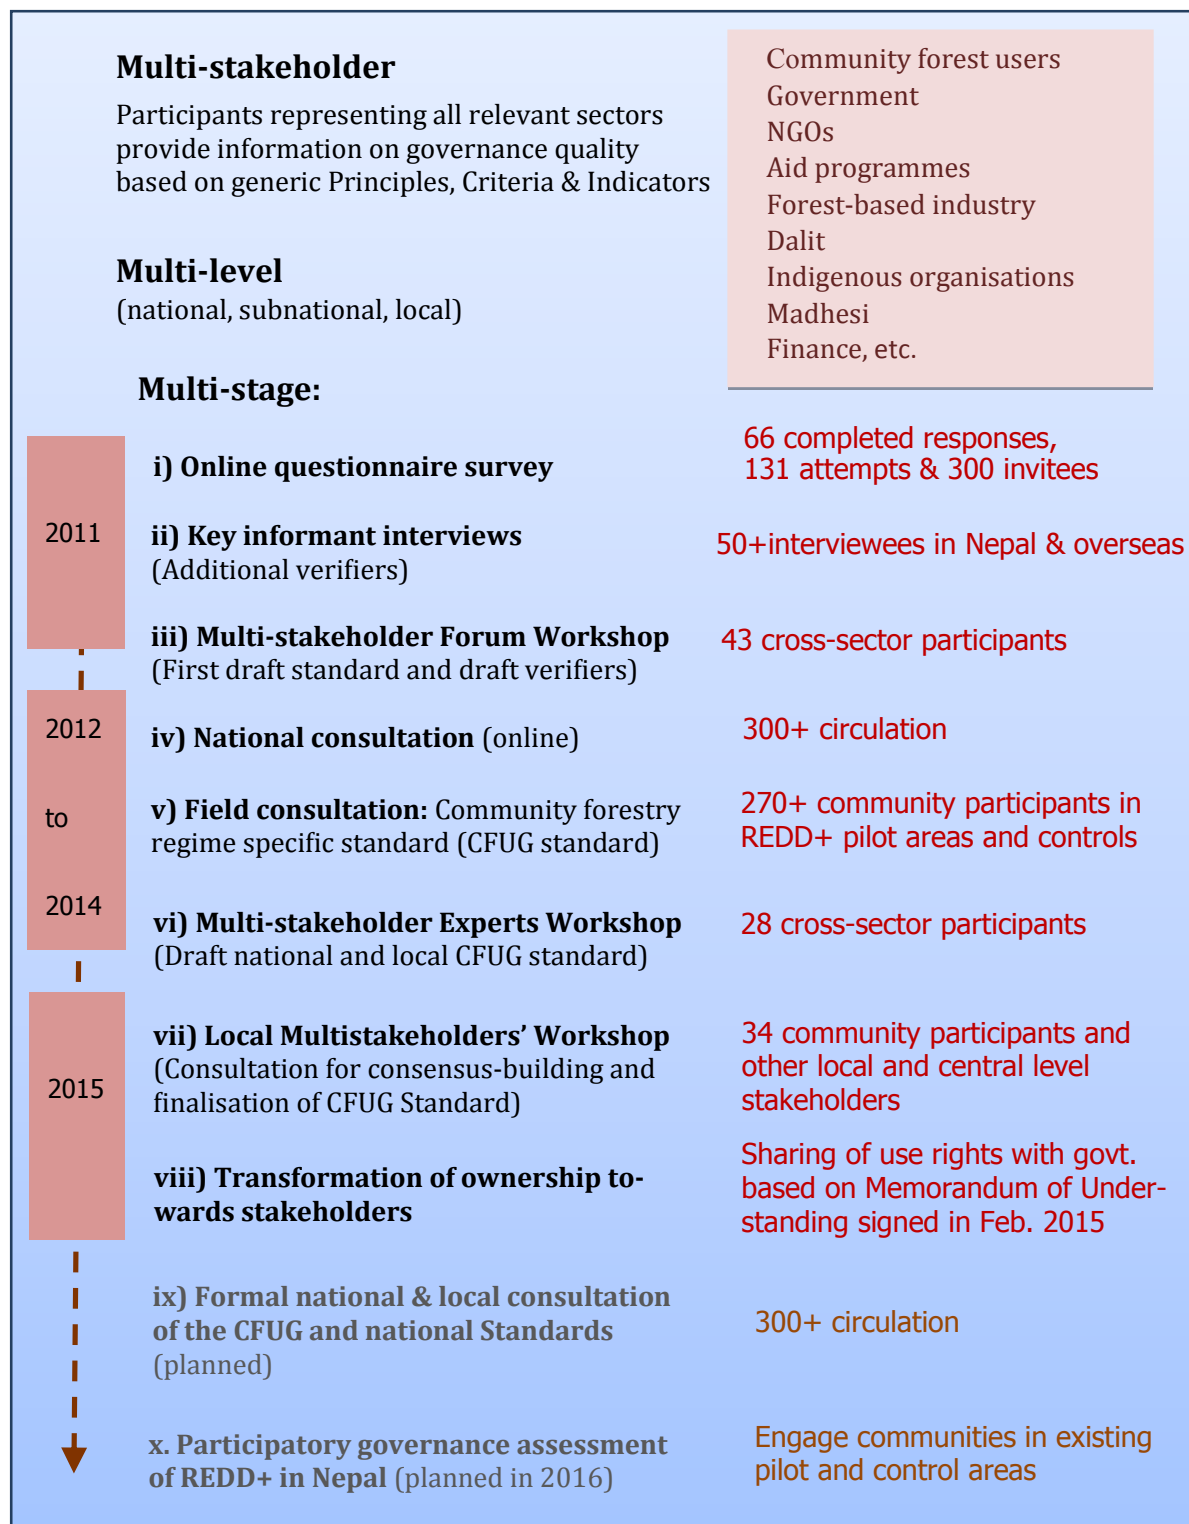 Multi-stakeholder
Participants representing all relevant sectors
provide information on governance quality
based on generic Principles, Criteria & Indicators
Community forest users
Government
NGOs
Aid programmes
Forest-based industry
Dalit
Indigenous organisations
Madhesi
Finance, etc.
Multi-level
(national, subnational, local)
Multi-stage:
2011
i) Online questionnaire survey
66 completed responses,
131 attempts & 300 invitees
ii) Key informant interviews
(Additional verifiers)
50+interviewees in Nepal & overseas
iii) Multi-stakeholder Forum Workshop
(First draft standard and draft verifiers)
43 cross-sector participants
2012
to
2014
iv) National consultation (online)
300+ circulation
v) Field consultation: Community forestry
regime specific standard (CFUG standard)
270+ community participants in
REDD+ pilot areas and controls
vi) Multi-stakeholder Experts Workshop
(Draft national and local CFUG standard)
28 cross-sector participants
2015
vii) Local Multistakeholders’ Workshop
(Consultation for consensus-building and
finalisation of CFUG Standard)
34 community participants and
other local and central level
stakeholders
viii) Transformation of ownership to-
wards stakeholders
Sharing of use rights with govt.
based on Memorandum of Under-
standing signed in Feb. 2015
ix) Formal national & local consultation
of the CFUG and national Standards
(planned)
300+ circulation
x. Participatory governance assessment
of REDD+ in Nepal (planned in 2016)
Engage communities in existing
pilot and control areas